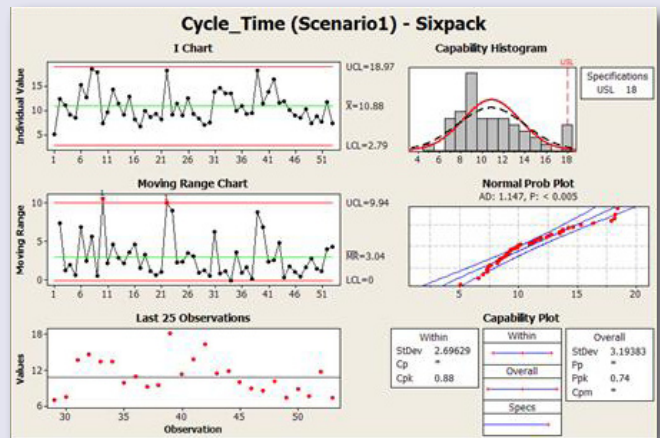 Cycle_Time (Scenario1) - Sixpack
I Chart
Individual Value
15
10
5
UCL=18.97
X=10.88
LCL=2.79
1 6 11 16 21 26 31 36 41 46 51
Moving Range Chart
Moving Range
10
5
0
1
1
UCL=9.94
MR=3.04
LCL=0
1 6 11 16 21 26 31 36 41 46 51
Last 25 Observations
Values
18
12
6
30 35 40 45 50
Observation
Capability Histogram
USL
4 6 8 10 12 14 16 18
Specifications
USL 18
Normal Prob Plot
AD: 1.147, P: < 0.005
5 10 15 20
Capability Plot
Within
StDev 2.69629
Cp *
Cpk 0.88
Within
Overall
Specs
Overall
StDev 3.19383
Pp *
Ppk 0.74
Cpm *